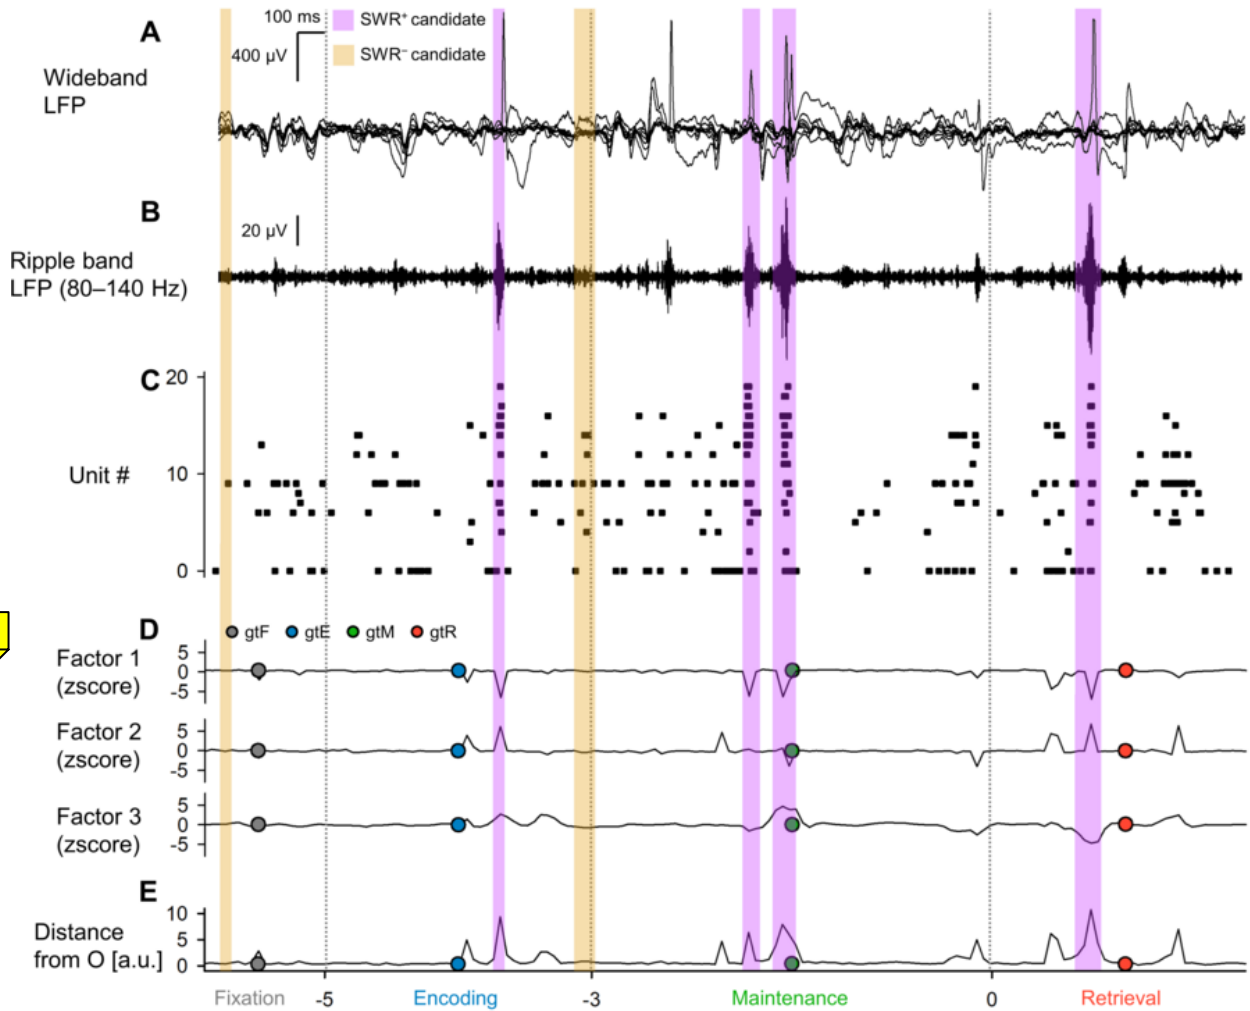 A
100 ms
400 µV
SWR⁺ candidate
SWR⁻ candidate
Wideband
LFP
B
20 µV
Ripple band
LFP (80–140 Hz)
C
20
10
0
Unit #
D
gtF
gtE
gtM
gtR
Factor 1
(zscore)
5
0
-5
Factor 2
(zscore)
5
0
-5
Factor 3
(zscore)
5
0
-5
E
Distance
from O [a.u.]
10
5
0
Fixation
-5
Encoding
-3
Maintenance
0
Retrieval